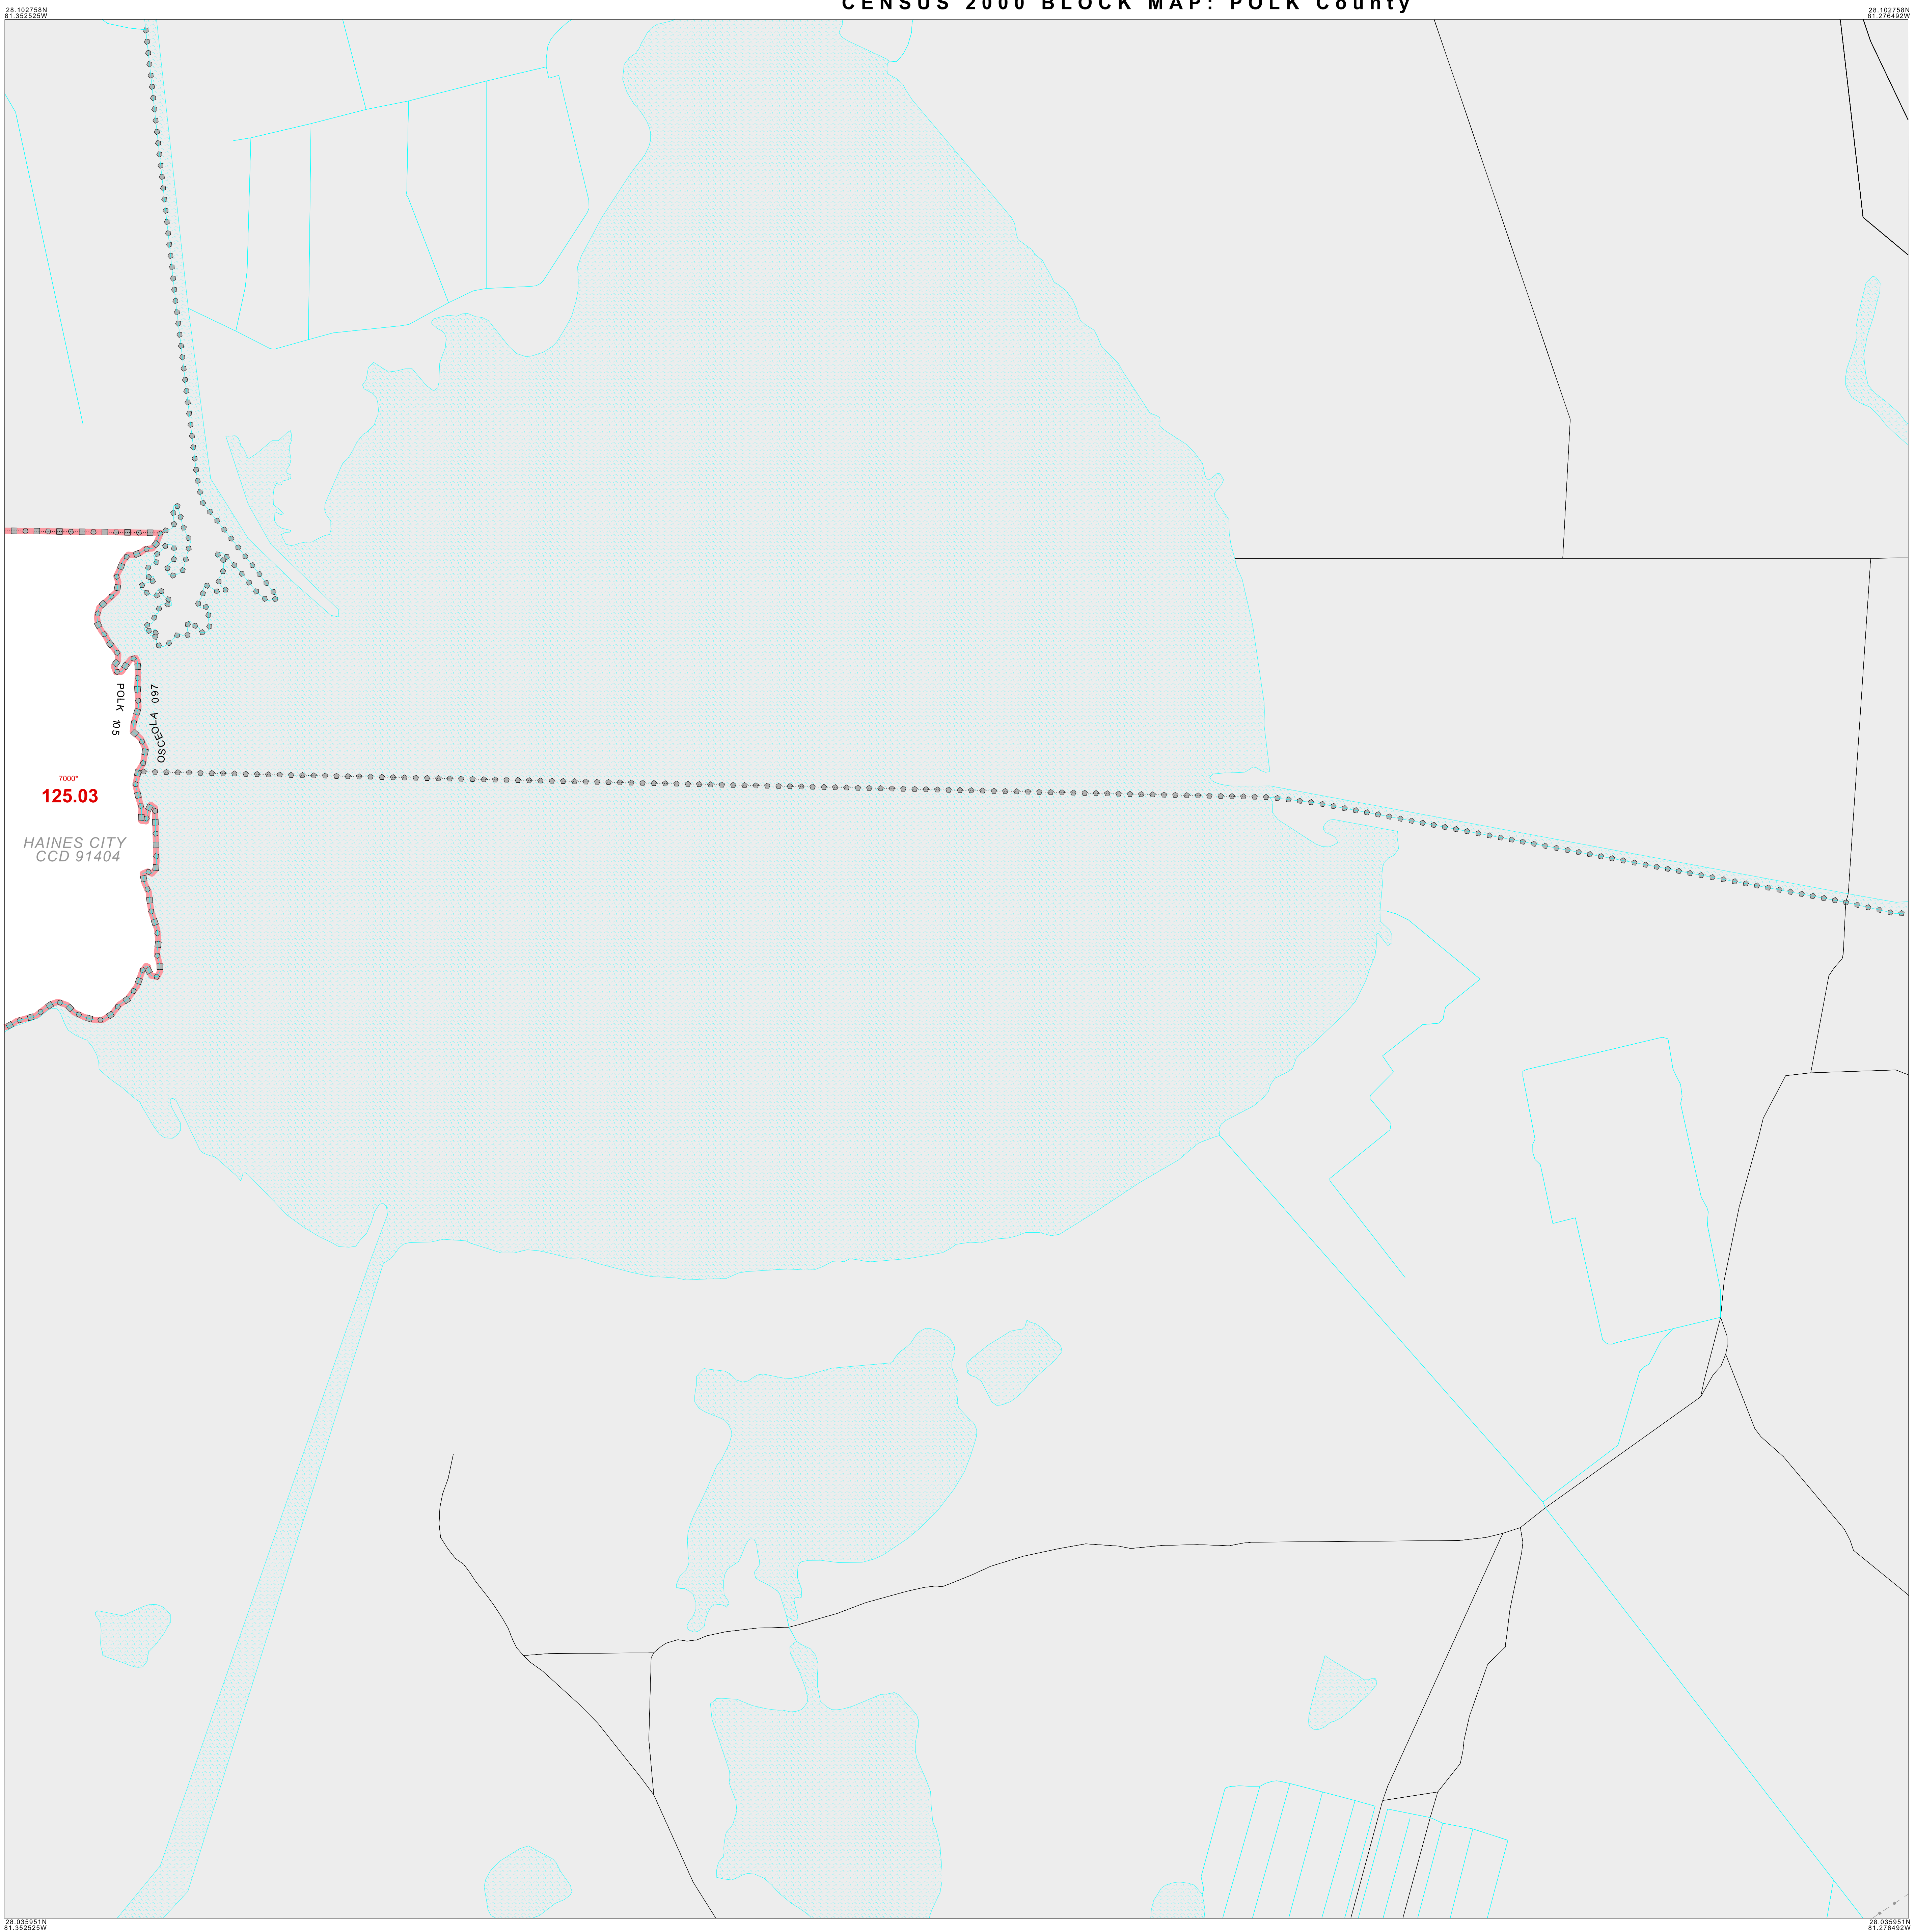 CENSUS 2000 BLOCK MAP: POLK County
28.102758N
81.352525W
28.102758N
81.276492W
POLK 105
OSCEOLA 097
7000*
125.03
HAINES CITY
CCD 91404
28.035951N
81.352525W
28.035951N
81.276492W